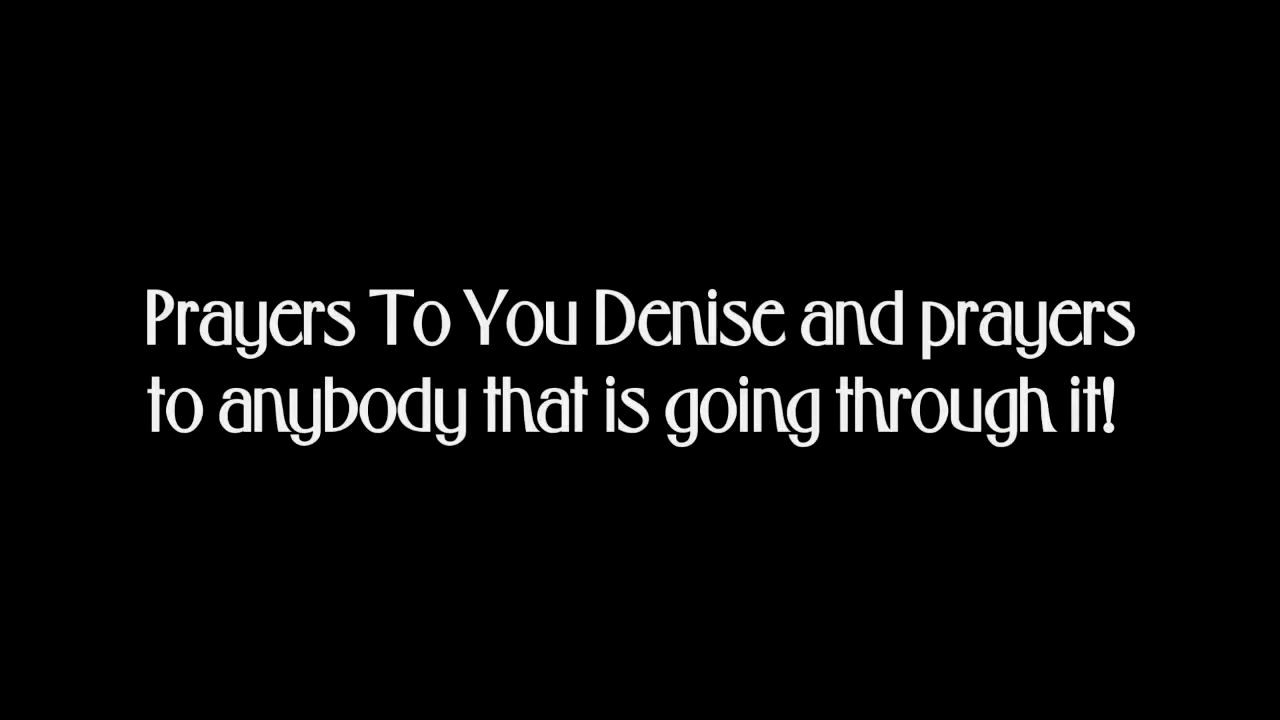 Prayers To You Denise and prayers
to anybody that is going through it!